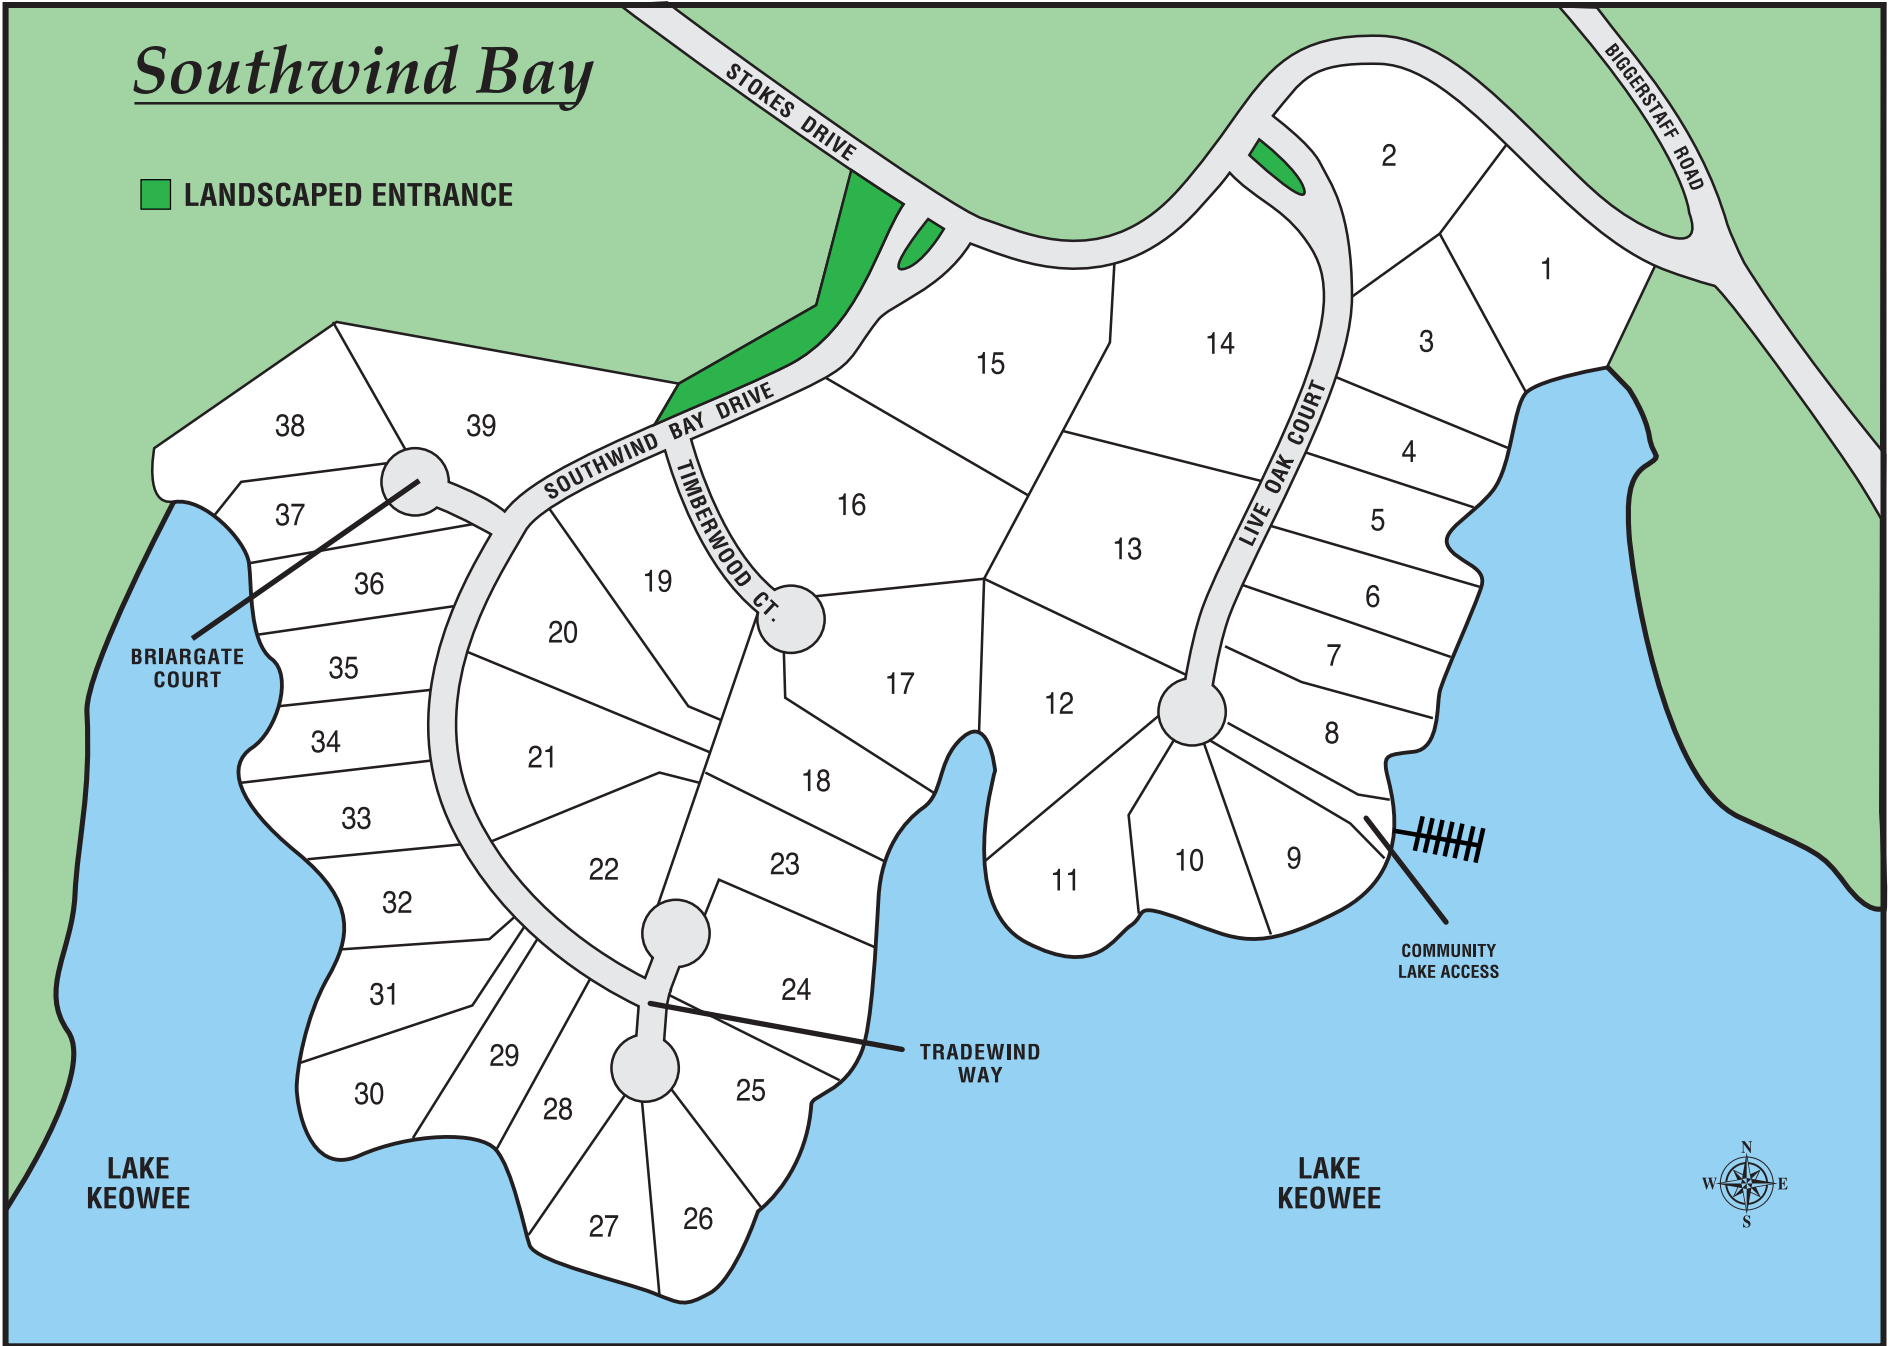 Southwind Bay
LANDSCAPED ENTRANCE
STOKES DRIVE
BIGGERSTAFF ROAD
2
1
3
14
15
4
5
6
7
8
13
LIVE OAK COURT
38
39
SOUTHWIND BAY DRIVE
TIMBERWOOD CT.
16
37
36
19
20
BRIARGATE
COURT
35
34
17
12
21
18
33
22
23
32
11
10
9
COMMUNITY
LAKE ACCESS
31
24
29
TRADEWIND
WAY
30
28
25
27
26
LAKE
KEOWEE
LAKE
KEOWEE
N
W E
S